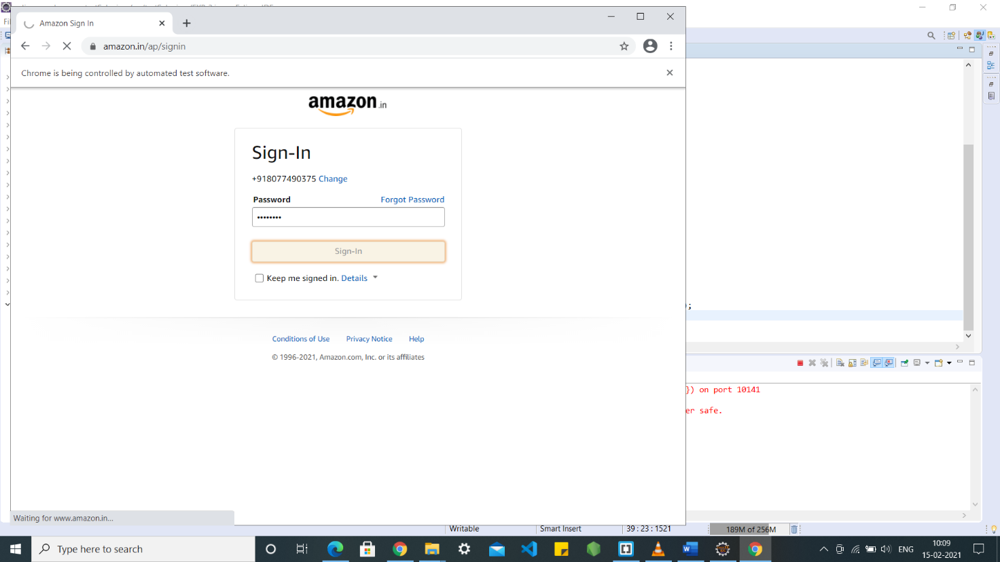 Amazon Sign In
amazon.in/ap/signin
Chrome is being controlled by automated test software.
amazon.in
Sign-In
+918077490375 Change
Password Forgot Password
••••••••
Sign-In
Keep me signed in. Details
Conditions of Use Privacy Notice Help
© 1996-2021, Amazon.com, Inc. or its affiliates
);
}) on port 10141
er safe.
Waiting for www.amazon.in...
Writable Smart Insert 39 : 23 : 1521 189M of 256M
Type here to search
ENG
10:09
15-02-2021